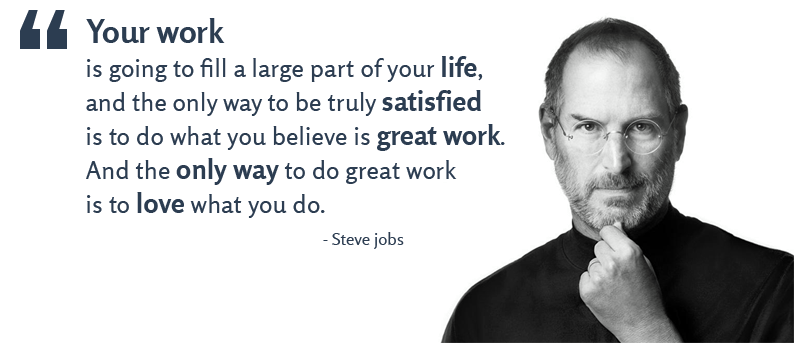 “
Your work
is going to fill a large part of your life,
and the only way to be truly satisfied
is to do what you believe is great work.
And the only way to do great work
is to love what you do.
- Steve jobs